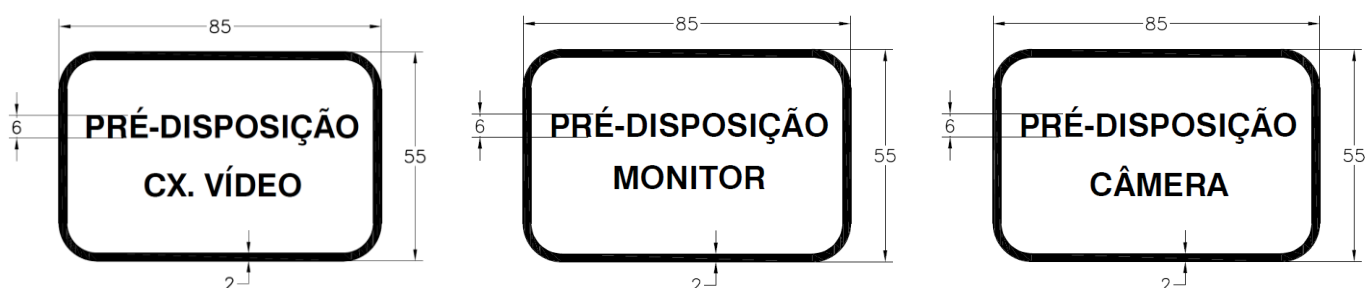 85
6
PRÉ-DISPOSIÇÃO
CX. VÍDEO
55
2
85
6
PRÉ-DISPOSIÇÃO
MONITOR
55
2
85
6
PRÉ-DISPOSIÇÃO
CÂMERA
55
2